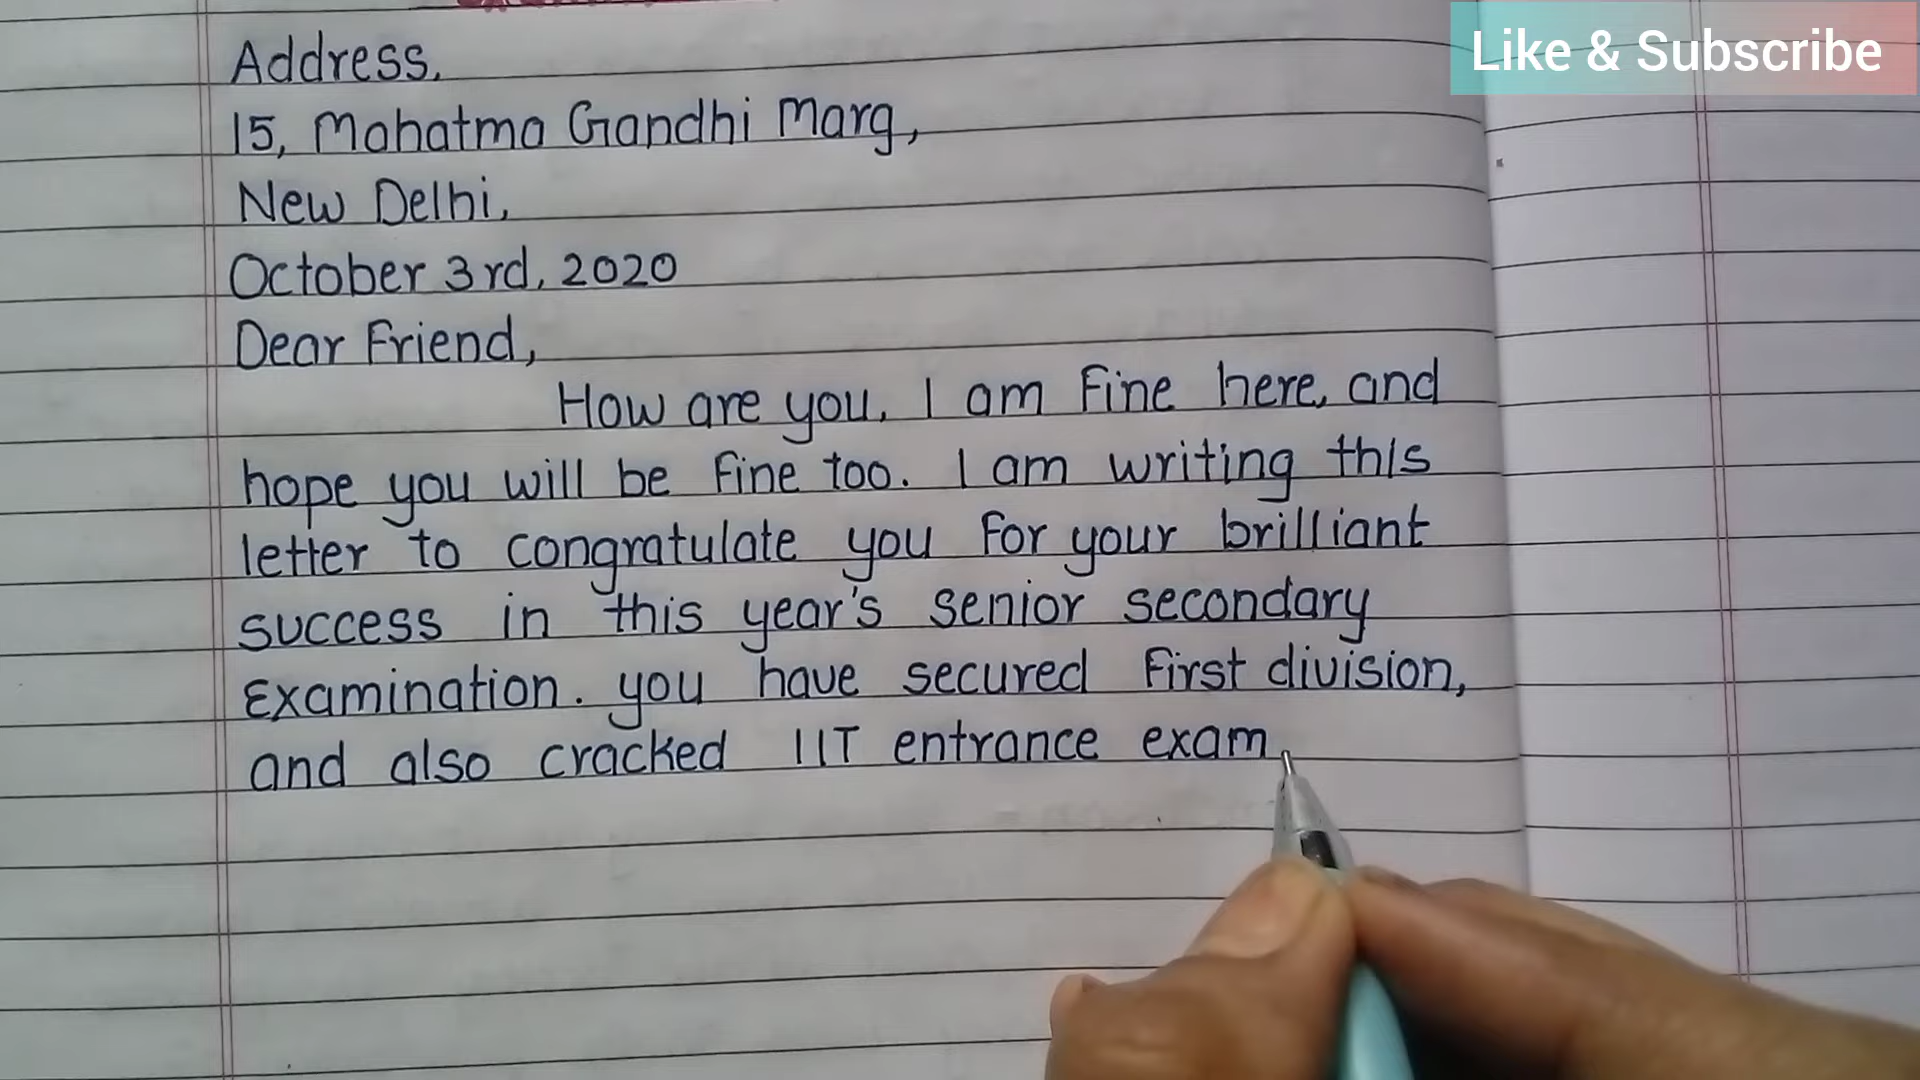 Like & Subscribe
Address,
15, Mahatma Gandhi Marg,
New Delhi,
October 3rd, 2020
Dear Friend,
How are you, I am fine here, and
hope you will be fine too. I am writing this
letter to congratulate you for your brilliant
success in this year's senior secondary
Examination. you have secured first division,
and also cracked IIT entrance exam,